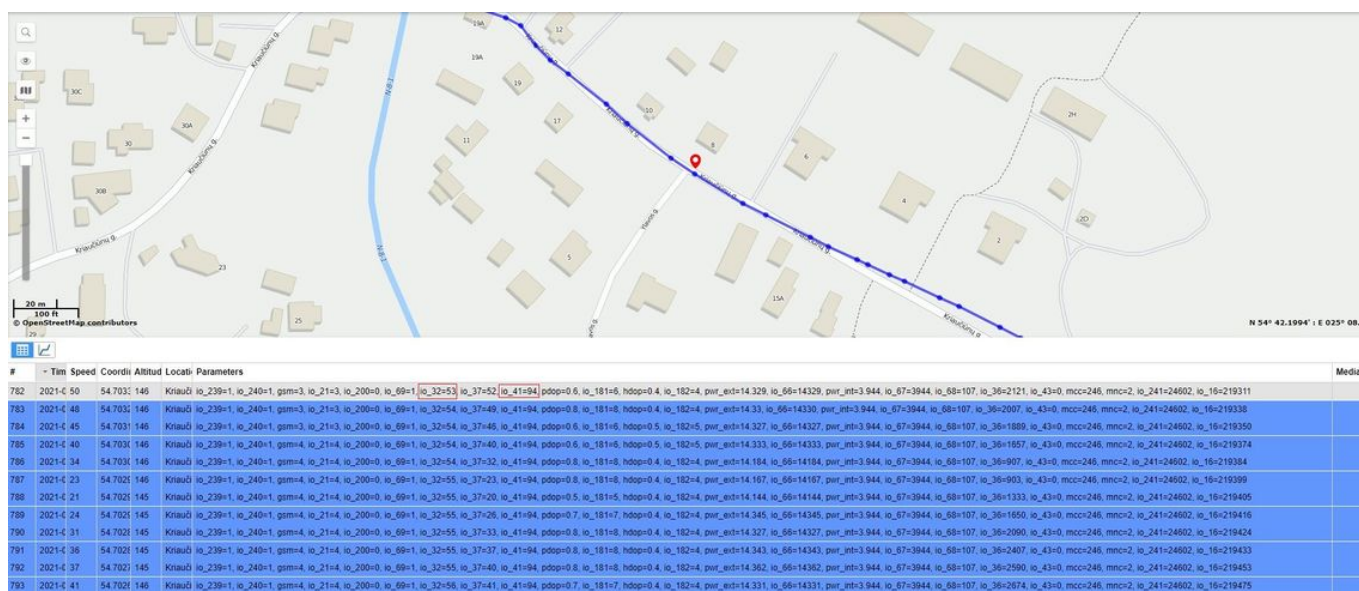 19A
12
Kriaučiūnų g.
30C
19A
19
10
2H
17
30A
30
11
8
6
Kriaučiūnų g.
N-8-1
30B
4
2D
Kriaučiūnų g.
2
5
23
15A
Kriaučiūnų g.
25
29
20 m
100 ft
© OpenStreetMap contributors
N 54° 42.1994' : E 025° 08.
# Tim Speed Coordi Altitud Locati Parameters Media
782 2021-0 50 54.7033 146 Kriauči io_239=1, io_240=1, gsm=3, io_21=3, io_200=0, io_69=1, io_32=53, io_37=52, io_41=94, pdop=0.6, io_181=6, hdop=0.4, io_182=4, pwr_ext=14.329, io_66=14329, pwr_int=3.944, io_67=3944, io_68=107, io_36=2121, io_43=0, mcc=246, mnc=2, io_241=24602, io_16=219311
783 2021-0 48 54.7032 146 Kriauči io_239=1, io_240=1, gsm=3, io_21=3, io_200=0, io_69=1, io_32=54, io_37=49, io_41=94, pdop=0.8, io_181=8, hdop=0.4, io_182=4, pwr_ext=14.33, io_66=14330, pwr_int=3.944, io_67=3944, io_68=107, io_36=2007, io_43=0, mcc=246, mnc=2, io_241=24602, io_16=219338
784 2021-0 45 54.7031 146 Kriauči io_239=1, io_240=1, gsm=3, io_21=3, io_200=0, io_69=1, io_32=54, io_37=46, io_41=94, pdop=0.6, io_181=6, hdop=0.5, io_182=5, pwr_ext=14.327, io_66=14327, pwr_int=3.944, io_67=3944, io_68=107, io_36=1889, io_43=0, mcc=246, mnc=2, io_241=24602, io_16=219350
785 2021-0 40 54.7030 146 Kriauči io_239=1, io_240=1, gsm=4, io_21=4, io_200=0, io_69=1, io_32=54, io_37=40, io_41=94, pdop=0.6, io_181=6, hdop=0.5, io_182=5, pwr_ext=14.333, io_66=14333, pwr_int=3.944, io_67=3944, io_68=107, io_36=1657, io_43=0, mcc=246, mnc=2, io_241=24602, io_16=219374
786 2021-0 34 54.7030 146 Kriauči io_239=1, io_240=1, gsm=4, io_21=4, io_200=0, io_69=1, io_32=54, io_37=32, io_41=94, pdop=0.8, io_181=8, hdop=0.4, io_182=4, pwr_ext=14.184, io_66=14184, pwr_int=3.944, io_67=3944, io_68=107, io_36=907, io_43=0, mcc=246, mnc=2, io_241=24602, io_16=219384
787 2021-0 23 54.7029 146 Kriauči io_239=1, io_240=1, gsm=4, io_21=4, io_200=0, io_69=1, io_32=55, io_37=23, io_41=94, pdop=0.8, io_181=8, hdop=0.4, io_182=4, pwr_ext=14.167, io_66=14167, pwr_int=3.944, io_67=3944, io_68=107, io_36=903, io_43=0, mcc=246, mnc=2, io_241=24602, io_16=219399
788 2021-0 21 54.7029 145 Kriauči io_239=1, io_240=1, gsm=4, io_21=4, io_200=0, io_69=1, io_32=55, io_37=20, io_41=94, pdop=0.5, io_181=5, hdop=0.4, io_182=4, pwr_ext=14.144, io_66=14144, pwr_int=3.944, io_67=3944, io_68=107, io_36=1333, io_43=0, mcc=246, mnc=2, io_241=24602, io_16=219405
789 2021-0 24 54.7029 145 Kriauči io_239=1, io_240=1, gsm=4, io_21=4, io_200=0, io_69=1, io_32=55, io_37=26, io_41=94, pdop=0.7, io_181=7, hdop=0.4, io_182=4, pwr_ext=14.345, io_66=14345, pwr_int=3.944, io_67=3944, io_68=107, io_36=1650, io_43=0, mcc=246, mnc=2, io_241=24602, io_16=219416
790 2021-0 31 54.7028 145 Kriauči io_239=1, io_240=1, gsm=4, io_21=4, io_200=0, io_69=1, io_32=55, io_37=33, io_41=94, pdop=0.8, io_181=8, hdop=0.4, io_182=4, pwr_ext=14.327, io_66=14327, pwr_int=3.944, io_67=3944, io_68=107, io_36=2090, io_43=0, mcc=246, mnc=2, io_241=24602, io_16=219424
791 2021-0 36 54.7028 145 Kriauči io_239=1, io_240=1, gsm=4, io_21=4, io_200=0, io_69=1, io_32=55, io_37=37, io_41=94, pdop=0.8, io_181=8, hdop=0.4, io_182=4, pwr_ext=14.343, io_66=14343, pwr_int=3.944, io_67=3944, io_68=107, io_36=2407, io_43=0, mcc=246, mnc=2, io_241=24602, io_16=219433
792 2021-0 37 54.7027 145 Kriauči io_239=1, io_240=1, gsm=4, io_21=4, io_200=0, io_69=1, io_32=55, io_37=40, io_41=94, pdop=0.8, io_181=8, hdop=0.4, io_182=4, pwr_ext=14.362, io_66=14362, pwr_int=3.944, io_67=3944, io_68=107, io_36=2590, io_43=0, mcc=246, mnc=2, io_241=24602, io_16=219453
793 2021-0 41 54.7026 146 Kriauči io_239=1, io_240=1, gsm=4, io_21=4, io_200=0, io_69=1, io_32=56, io_37=41, io_41=94, pdop=0.7, io_181=7, hdop=0.4, io_182=4, pwr_ext=14.331, io_66=14331, pwr_int=3.944, io_67=3944, io_68=107, io_36=2674, io_43=0, mcc=246, mnc=2, io_241=24602, io_16=219475